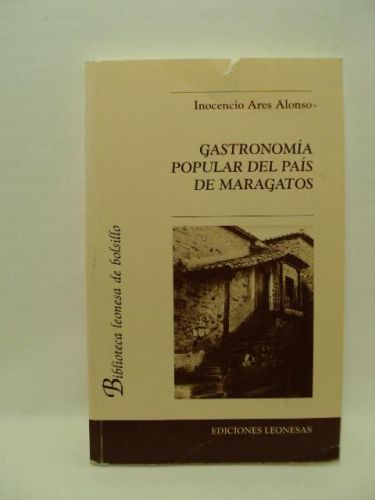 Inocencio Ares Alonso
GASTRONOMÍA
POPULAR DEL PAÍS
DE MARAGATOS
Biblioteca leonesa de bolsillo
EDICIONES LEONESAS